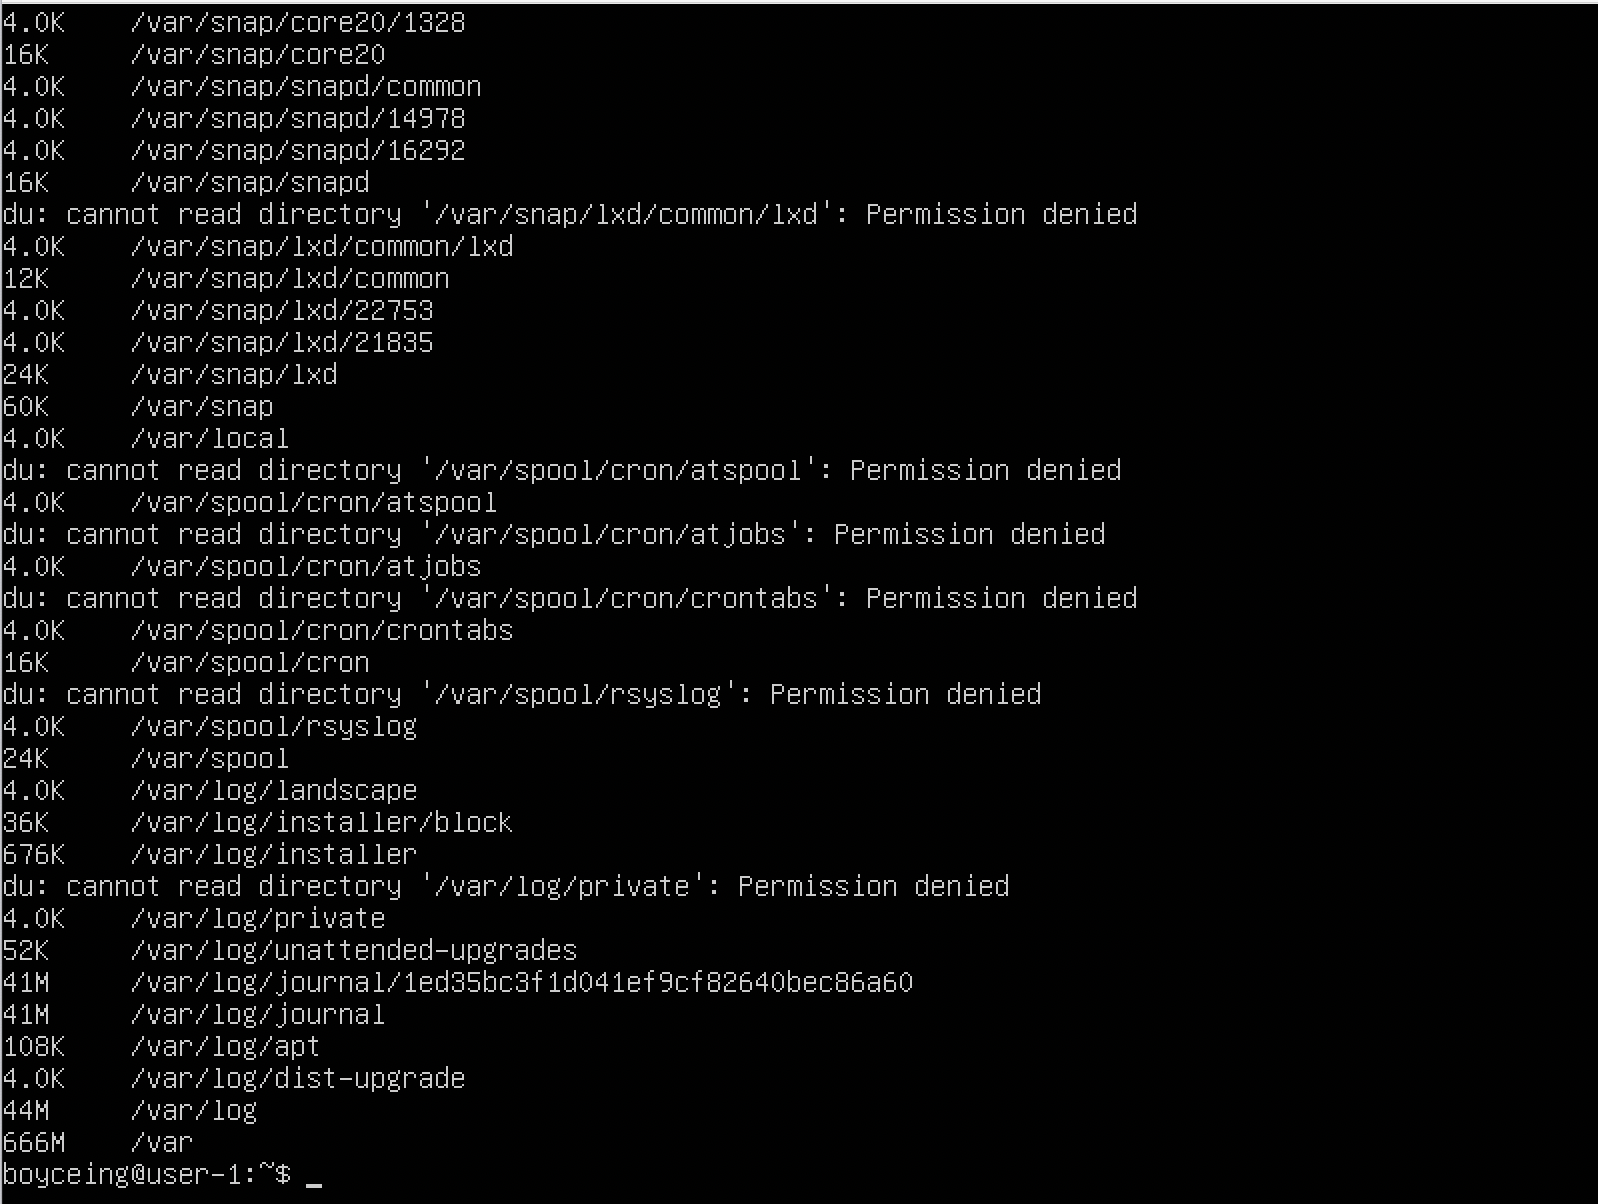 4.0K    /var/snap/core20/1328
16K     /var/snap/core20
4.0K    /var/snap/snapd/common
4.0K    /var/snap/snapd/14978
4.0K    /var/snap/snapd/16292
16K     /var/snap/snapd
du: cannot read directory '/var/snap/lxd/common/lxd': Permission denied
4.0K    /var/snap/lxd/common/lxd
12K     /var/snap/lxd/common
4.0K    /var/snap/lxd/22753
4.0K    /var/snap/lxd/21835
24K     /var/snap/lxd
60K     /var/snap
4.0K    /var/local
du: cannot read directory '/var/spool/cron/atspool': Permission denied
4.0K    /var/spool/cron/atspool
du: cannot read directory '/var/spool/cron/atjobs': Permission denied
4.0K    /var/spool/cron/atjobs
du: cannot read directory '/var/spool/cron/crontabs': Permission denied
4.0K    /var/spool/cron/crontabs
16K     /var/spool/cron
du: cannot read directory '/var/spool/rsyslog': Permission denied
4.0K    /var/spool/rsyslog
24K     /var/spool
4.0K    /var/log/landscape
36K     /var/log/installer/block
676K    /var/log/installer
du: cannot read directory '/var/log/private': Permission denied
4.0K    /var/log/private
52K     /var/log/unattended-upgrades
41M     /var/log/journal/1ed35bc3f1d041ef9cf82640bec86a60
41M     /var/log/journal
108K    /var/log/apt
4.0K    /var/log/dist-upgrade
44M     /var/log
666M    /var
boyceing@user-1:~$ _